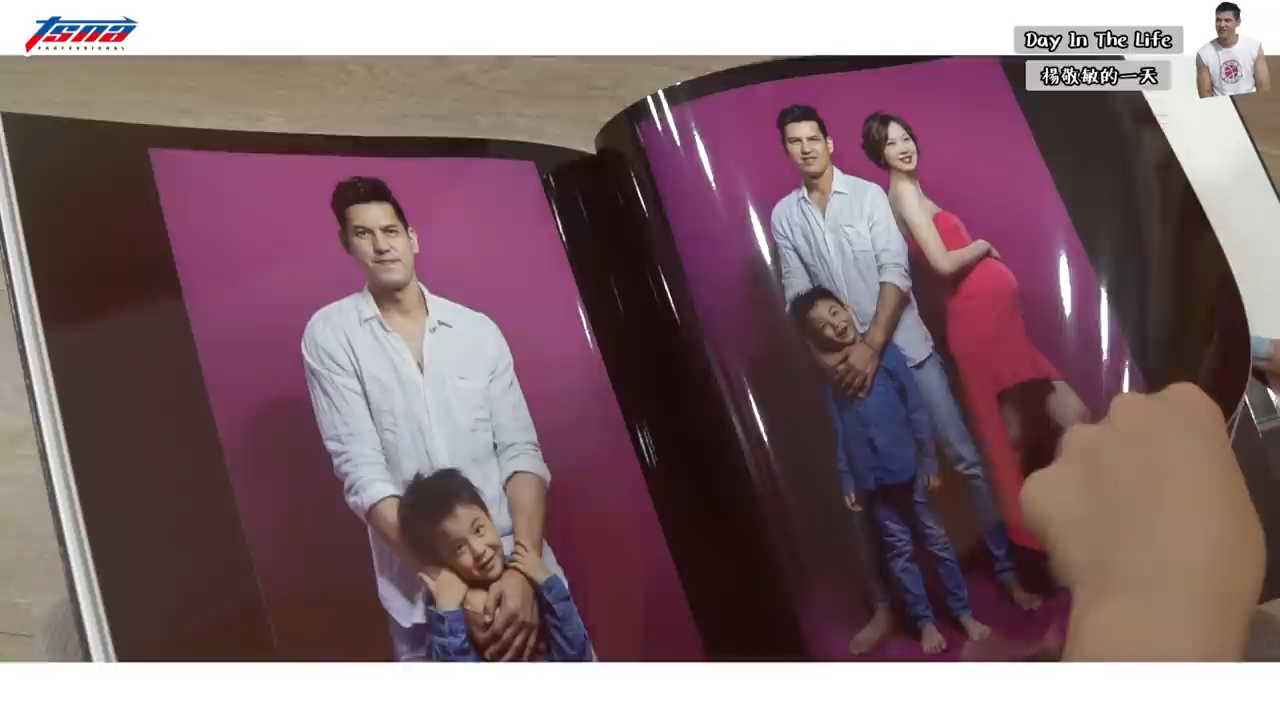 tsna
PROFESSIONAL
Day In The Life
楊敬敏的一天